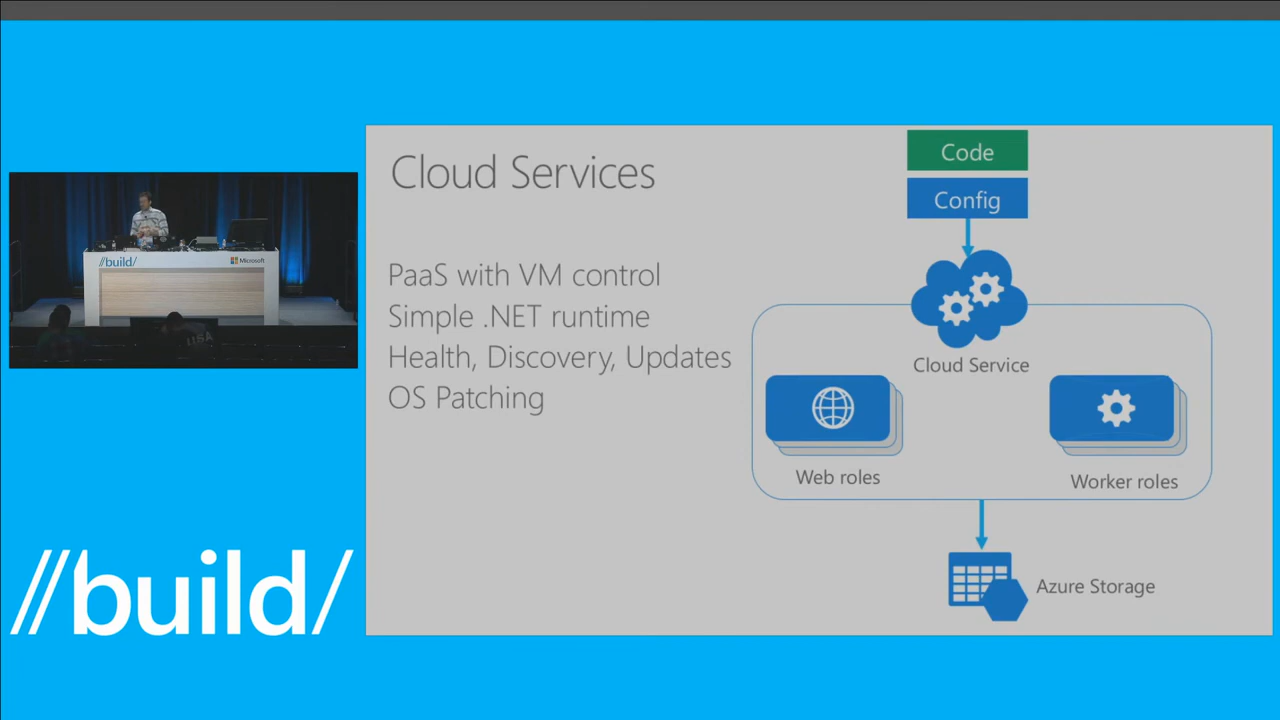 Cloud Services
PaaS with VM control
Simple .NET runtime
Health, Discovery, Updates
OS Patching
Code
Config
Cloud Service
Web roles
Worker roles
Azure Storage
//build/
Microsoft
USA
//build/